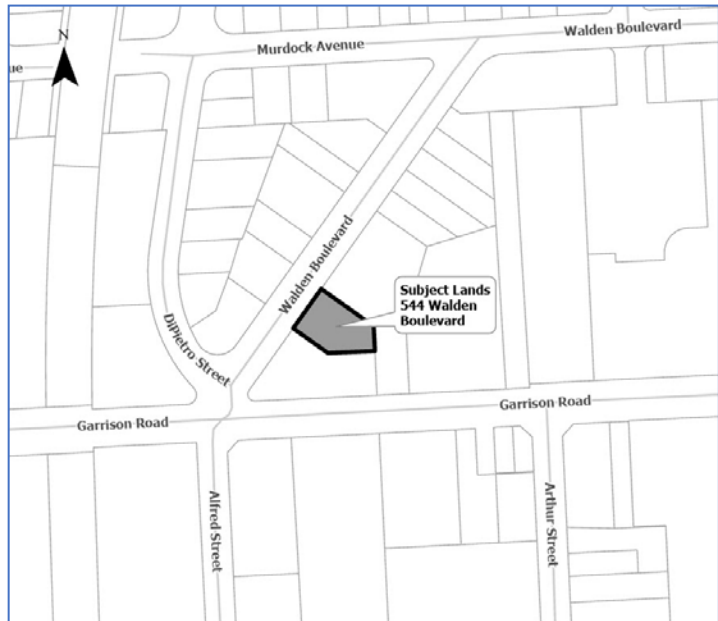 Walden Boulevard
Murdock Avenue
N
ue
Walden Boulevard
Subject Lands
544 Walden
Boulevard
DiPietro Street
Garrison Road
Garrison Road
Alfred Street
Arthur Street